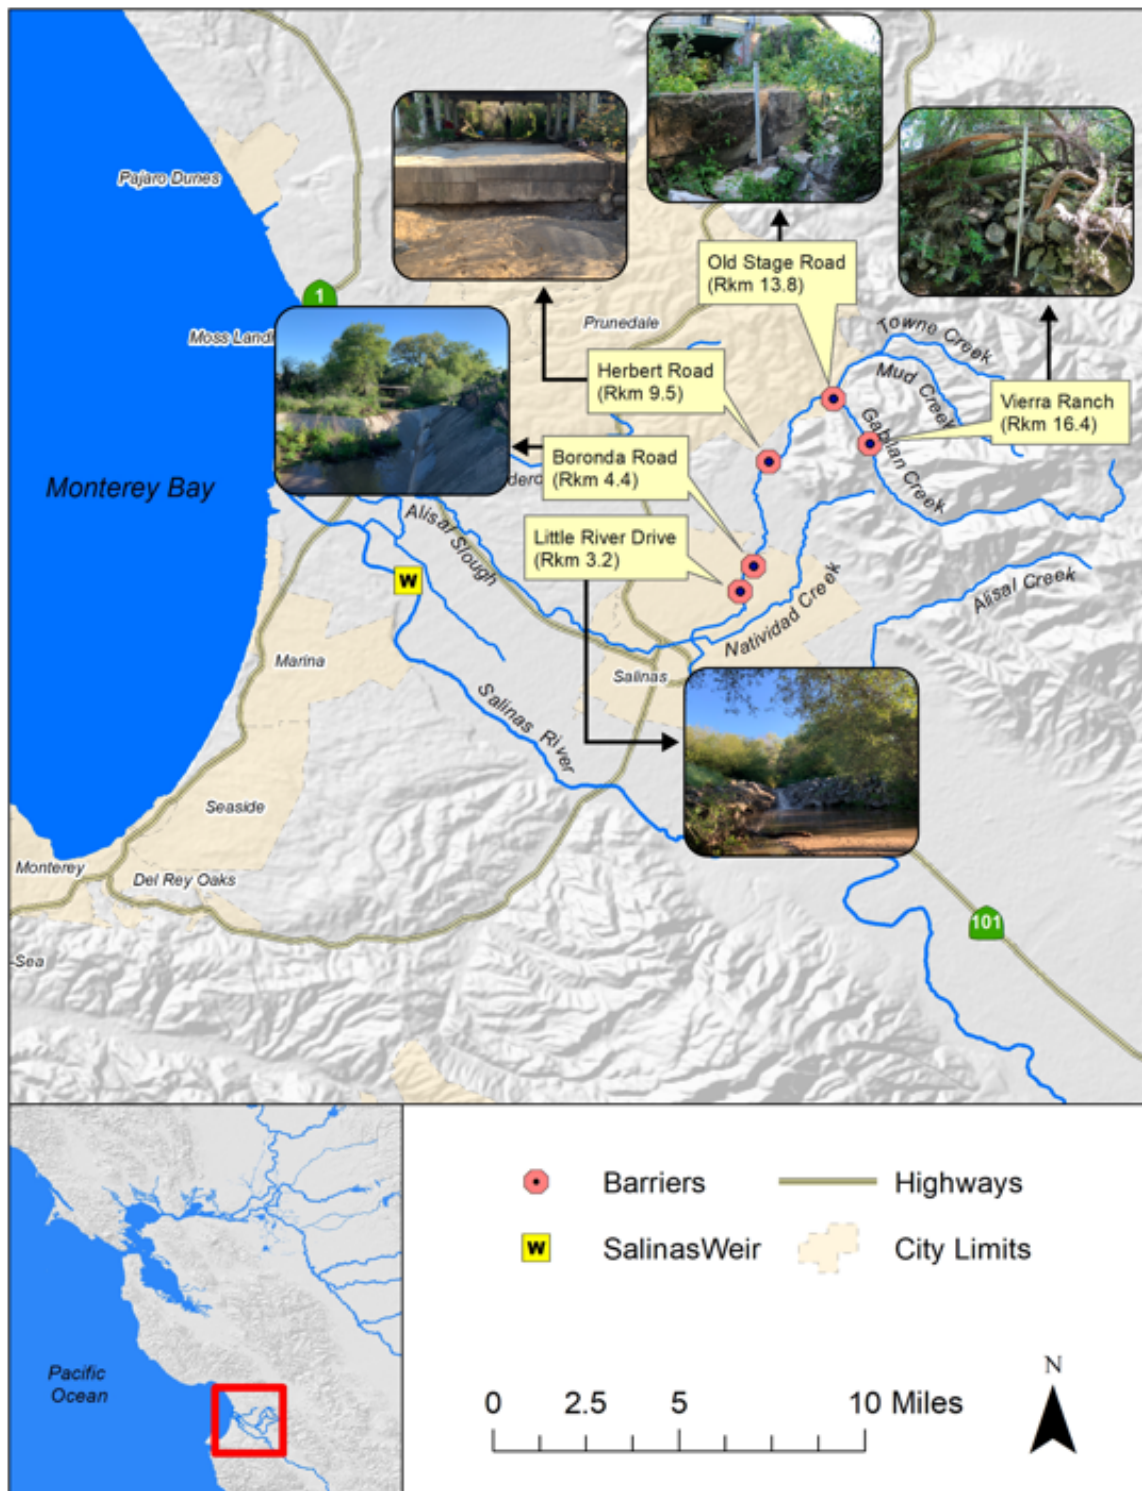 Pajaro Dunes
1
Moss Landi
Prunedale
Old Stage Road
(Rkm 13.8)
Towne Creek
Mud Creek
Herbert Road
(Rkm 9.5)
Vierra Ranch
(Rkm 16.4)
Gabilan Creek
Monterey Bay
Boronda Road
(Rkm 4.4)
Alisal Slough
Little River Drive
(Rkm 3.2)
W
Alisal Creek
Natividad Creek
Marina
Salinas
Salinas River
Seaside
Monterey
Del Rey Oaks
101
Sea
Pacific
Ocean
Barriers
Highways
W
SalinasWeir
City Limits
N
0 2.5 5 10 Miles